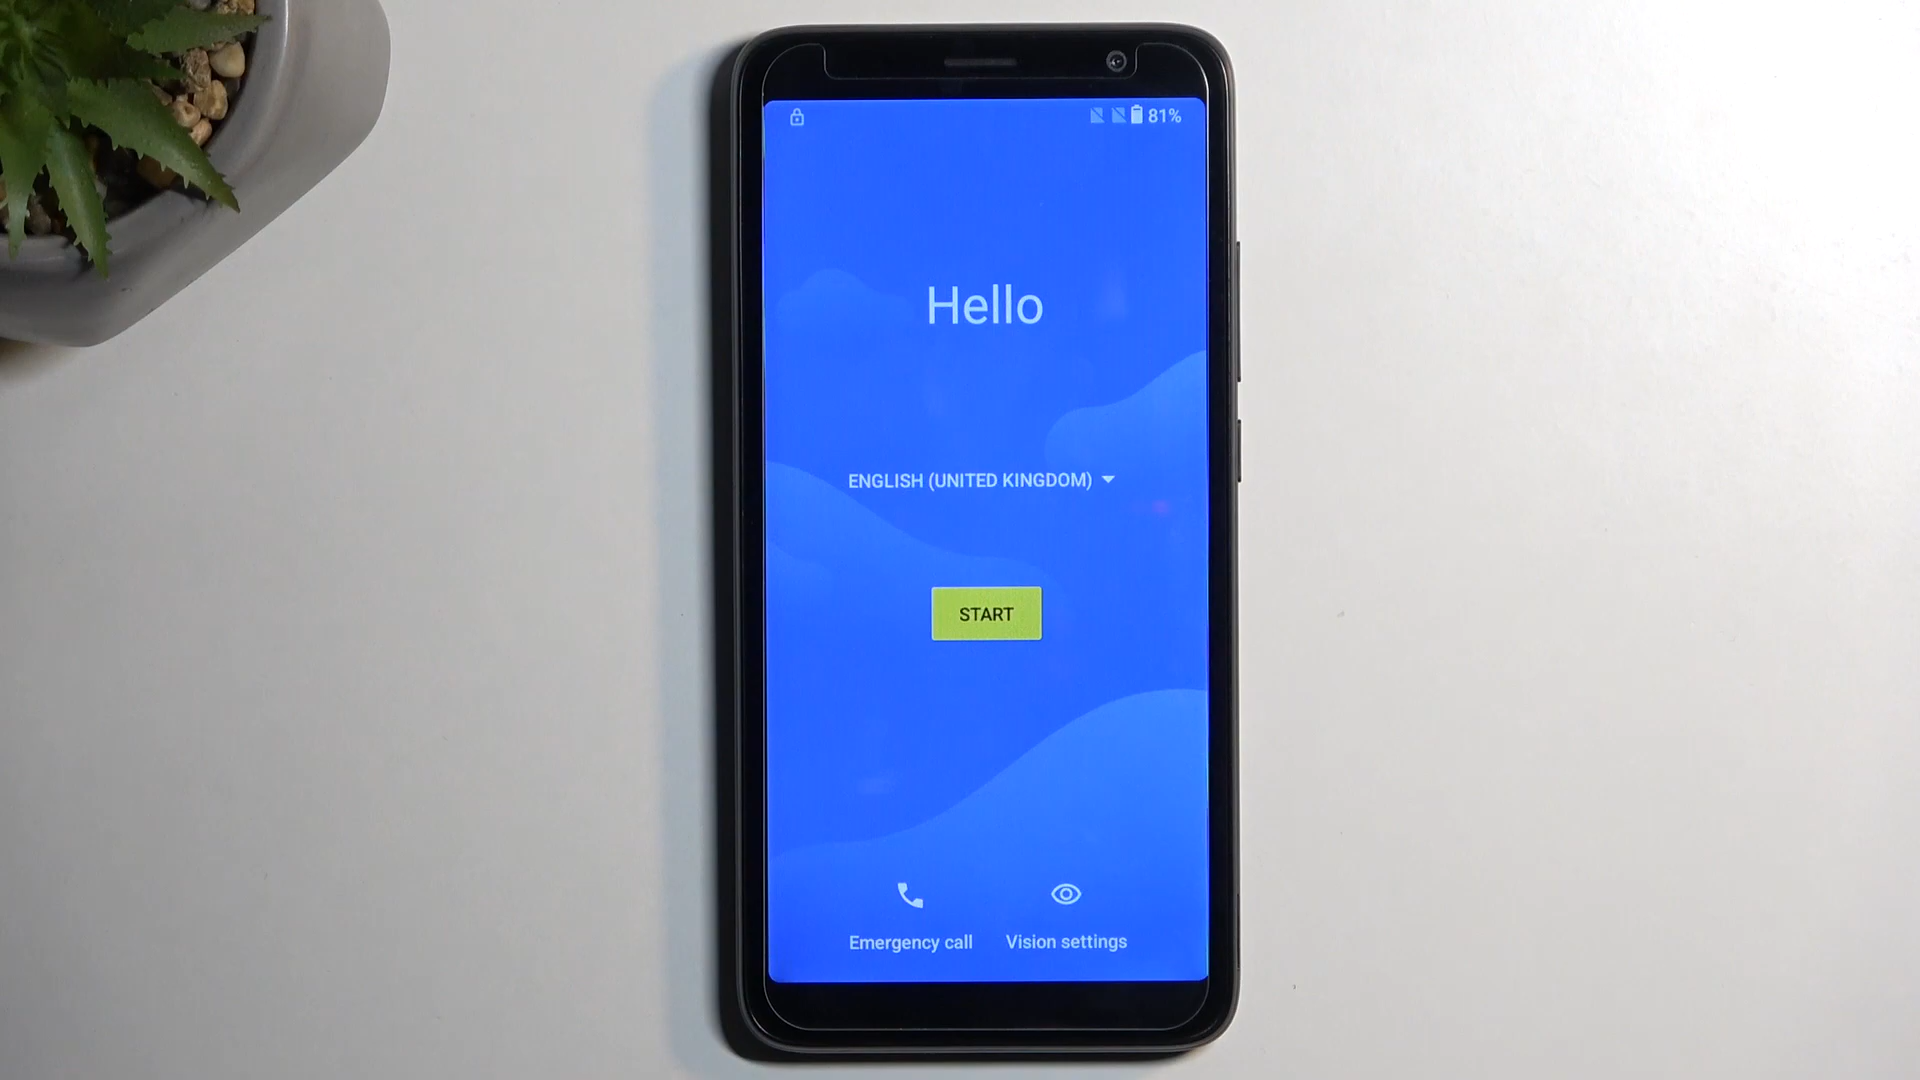 81%
Hello
ENGLISH (UNITED KINGDOM)
START
Emergency call
Vision settings